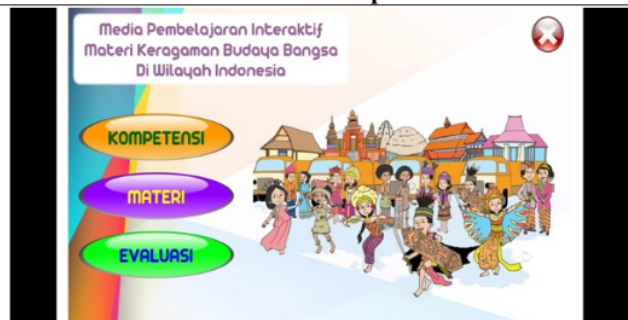 Media Pembelajaran Interaktif
Materi Keragaman Budaya Bangsa
Di Wilayah Indonesia
KOMPETENSI
MATERI
EVALUASI